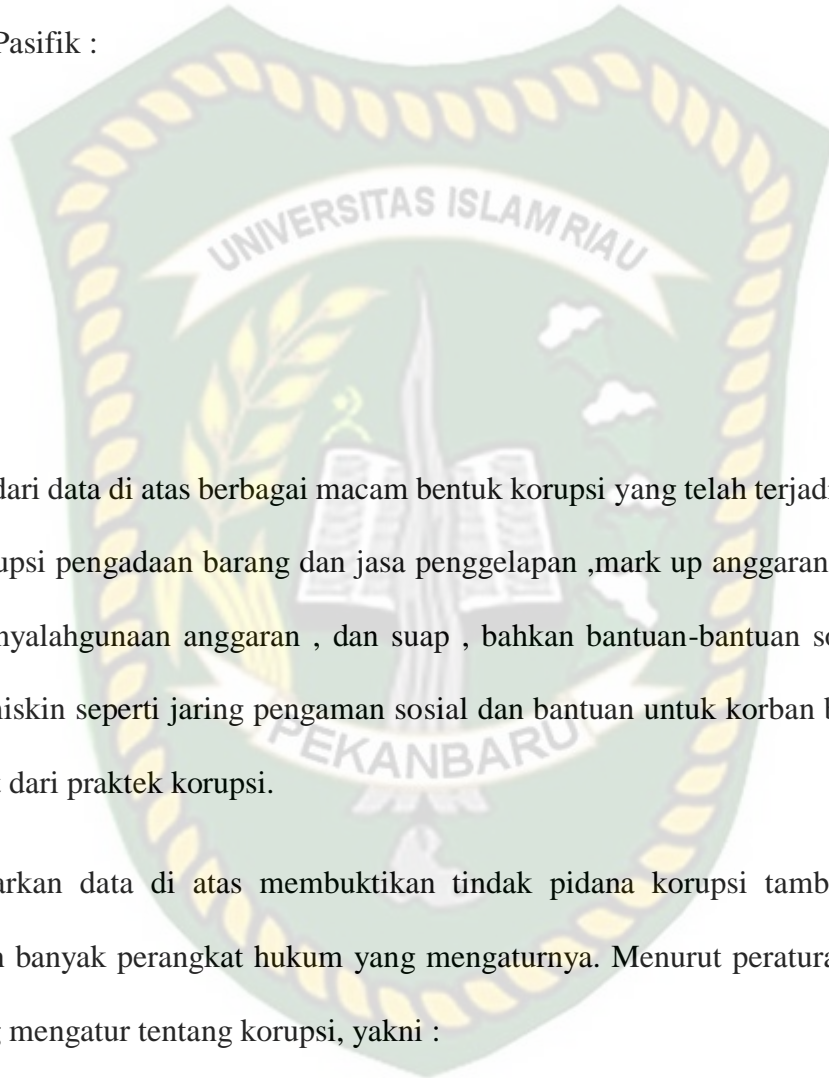 Pasifik :
UNIVERSITAS ISLAM RIAU
dari data di atas berbagai macam bentuk korupsi yang telah terjadi
upsi pengadaan barang dan jasa penggelapan ,mark up anggaran
nyalahgunaan anggaran , dan suap , bahkan bantuan-bantuan so
niskin seperti jaring pengaman sosial dan bantuan untuk korban b
PEKANBARU
dari praktek korupsi.
arkan data di atas membuktikan tindak pidana korupsi tamb
banyak perangkat hukum yang mengaturnya. Menurut peratura
mengatur tentang korupsi, yakni :